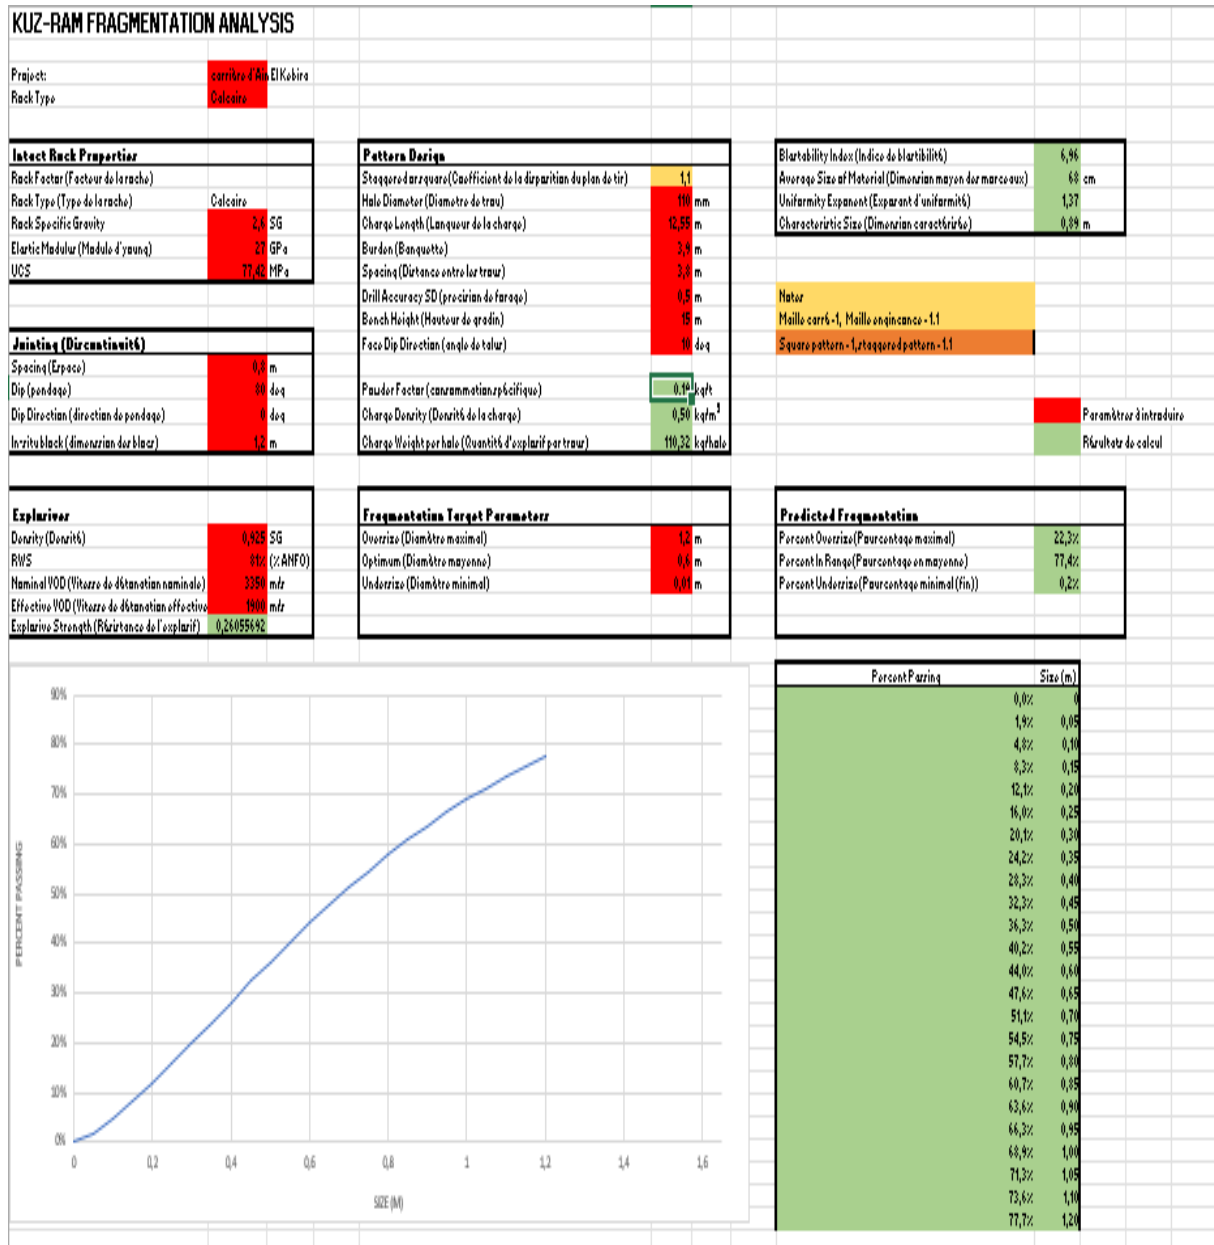 KUZ-RAM FRAGMENTATION ANALYSIS
Project: carrière d'Ain El Kebira
Rock Type Calcaire
Intact Rock Properties
Rock Factor (Facteur de la roche)
Rock Type (Type de la roche) Calcaire
Rock Specific Gravity 2,6 SG
Elastic Modulus (Module d'young) 27 GPa
UCS 77,42 MPa
Jointing (Discontinuité)
Spacing (Espace) 0,8 m
Dip (pendage) 80 deg
Dip Direction (direction de pendage) 0 deg
In-situ block (dimenssion des blocs) 1,2 m
Explosives
Density (Densité) 0,925 SG
RWS 81% (% ANFO)
Nominal VOD (Vitesse de détonation nominale) 3350 m/s
Effective VOD (Vitesse de détonation effective 1900 m/s
Explosive Strength (Résistance de l'explosif) 0,26055692
Pattern Design
Staggered or square (Coefficient de la disparition du plan de tir) 1,1
Hole Diameter (Diametre de trou) 110 mm
Charge Length (Longueur de la charge) 12,55 m
Burden (Banquette) 3,9 m
Spacing (Distance entre les trous) 3,8 m
Drill Accuracy SD (precision de forage) 0,5 m
Bench Height (Hauteur de gradin) 15 m
Face Dip Direction (angle de talus) 10 deg
Powder Factor (consommation spécifique) 0.19 kg/t
Charge Density (Densité de la charge) 0,50 kg/m³
Charge Weight per hole (Quantité d'explosif par trous) 110,32 kg/hole
Fragmentation Target Parameters
Oversize (Diamètre maximal) 1,2 m
Optimum (Diamètre moyenne) 0,6 m
Undersize (Diamètre minimal) 0,01 m
Blastability Index (Indice de blastibilité) 6,96
Average Size of Material (Dimension moyen des morceaux) 68 cm
Uniformity Exponent (Exposant d'uniformité) 1,37
Characteristic Size (Dimension caractérisée) 0,89 m
Notes
Maille carré -1, Maille en qincance - 1.1
Square pattern - 1, staggered pattern - 1.1
Paramètres à introduire
Résultats de calcul
Predicted Fragmentation
Percent Oversize (Pourcentage maximal) 22,3%
Percent In Range (Pourcentage en moyenne) 77,4%
Percent Undersize (Pourcentage minimal (fin)) 0,2%
90%
80%
70%
60%
50%
40%
30%
20%
10%
0%
PERCENT PASSING
0 0,2 0,4 0,6 0,8 1 1,2 1,4 1,6
SIZE (M)
Percent Passing Size (m)
0,0% 0
1,9% 0,05
4,8% 0,10
8,3% 0,15
12,1% 0,20
16,0% 0,25
20,1% 0,30
24,2% 0,35
28,3% 0,40
32,3% 0,45
36,3% 0,50
40,2% 0,55
44,0% 0,60
47,6% 0,65
51,1% 0,70
54,5% 0,75
57,7% 0,80
60,7% 0,85
63,6% 0,90
66,3% 0,95
68,9% 1,00
71,3% 1,05
73,6% 1,10
77,7% 1,20